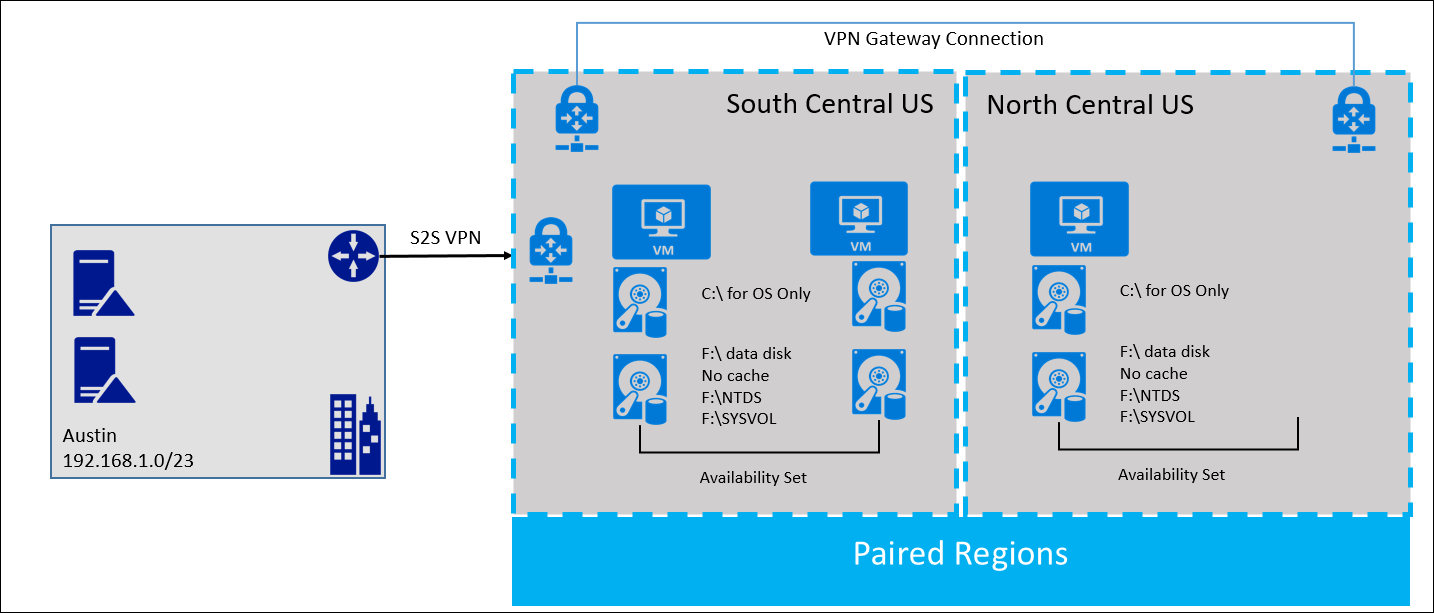 VPN Gateway Connection
South Central US
North Central US
S2S VPN
VM
VM
VM
C:\ for OS Only
C:\ for OS Only
F:\ data disk
No cache
F:\NTDS
F:\SYSVOL
F:\ data disk
No cache
F:\NTDS
F:\SYSVOL
Austin
192.168.1.0/23
Availability Set
Availability Set
Paired Regions